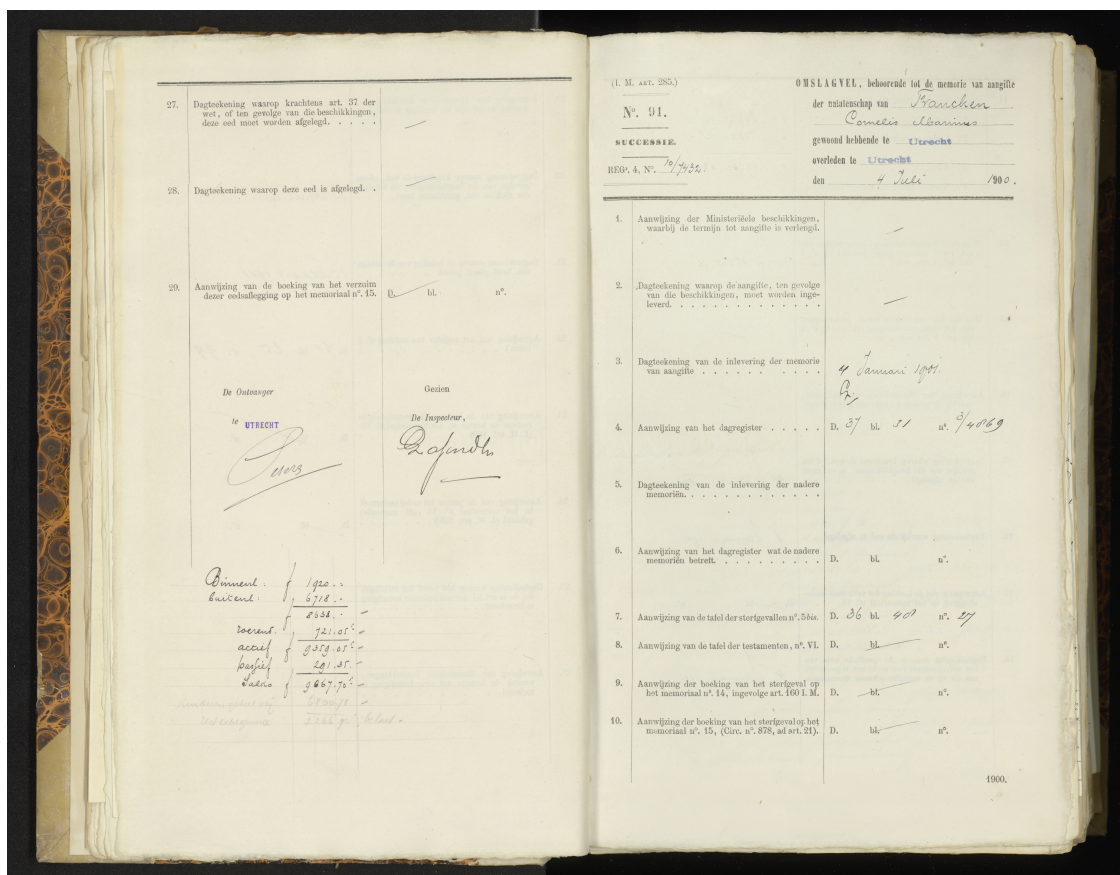 27. Dagteekening waarop krachtens art. 37 der
wet, of ten gevolge van die beschikkingen,
deze eed moet worden afgelegd. . . . . . —
28. Dagteekening waarop deze eed is afgelegd. . —
29. Aanwijzing van de boeking van het verzuim
dezer eedsaflegging op het memoriaal n°. 15. D. bl. n°.
De Ontvanger
te UTRECHT
Gezien
De Inspecteur,
Binnenl. f 1920.-
buitenl. " 6718.-
f 8638.-
roerend. " 721.05⁵
actief f 9359.05⁵
passief 291.35
Saldo f 9067.70⁵
(I. M. ART. 285.)
N°. 91.
SUCCESSIE.
REGr. 4, N°. 10/7432.
OMSLAGVEL, behoorende tot de memorie van aangifte
der nalatenschap van Francken
Cornelis Marinus
gewoond hebbende te Utrecht
overleden te Utrecht
den 4 Juli 1900.
1. Aanwijzing der Ministeriëele beschikkingen,
waarbij de termijn tot aangifte is verlengd. —
2. Dagteekening waarop de aangifte, ten gevolge
van die beschikkingen, moet worden inge-
leverd. . . . . . . . . . . . . . —
3. Dagteekening van de inlevering der memorie
van aangifte . . . . . . . . . . 4 Januari 1901.
4. Aanwijzing van het dagregister . . . . . D. 37 bl. 31 n°. 3/4869
5. Dagteekening van de inlevering der nadere
memoriën. . . . . . . . . . . . .
6. Aanwijzing van het dagregister wat de nadere
memoriën betreft. . . . . . . . . . D. bl. n°.
7. Aanwijzing van de tafel der sterfgevallen n°. 5bis. D. 36 bl. 48 n°. 27
8. Aanwijzing van de tafel der testamenten, n°. VI. D. bl. n°.
9. Aanwijzing der boeking van het sterfgeval op
het memoriaal n°. 14, ingevolge art. 160 I. M. D. bl. n°.
10. Aanwijzing der boeking van het sterfgeval op het
memoriaal n°. 15, (Circ. n°. 878, ad art. 21). D. bl. n°.
1900.